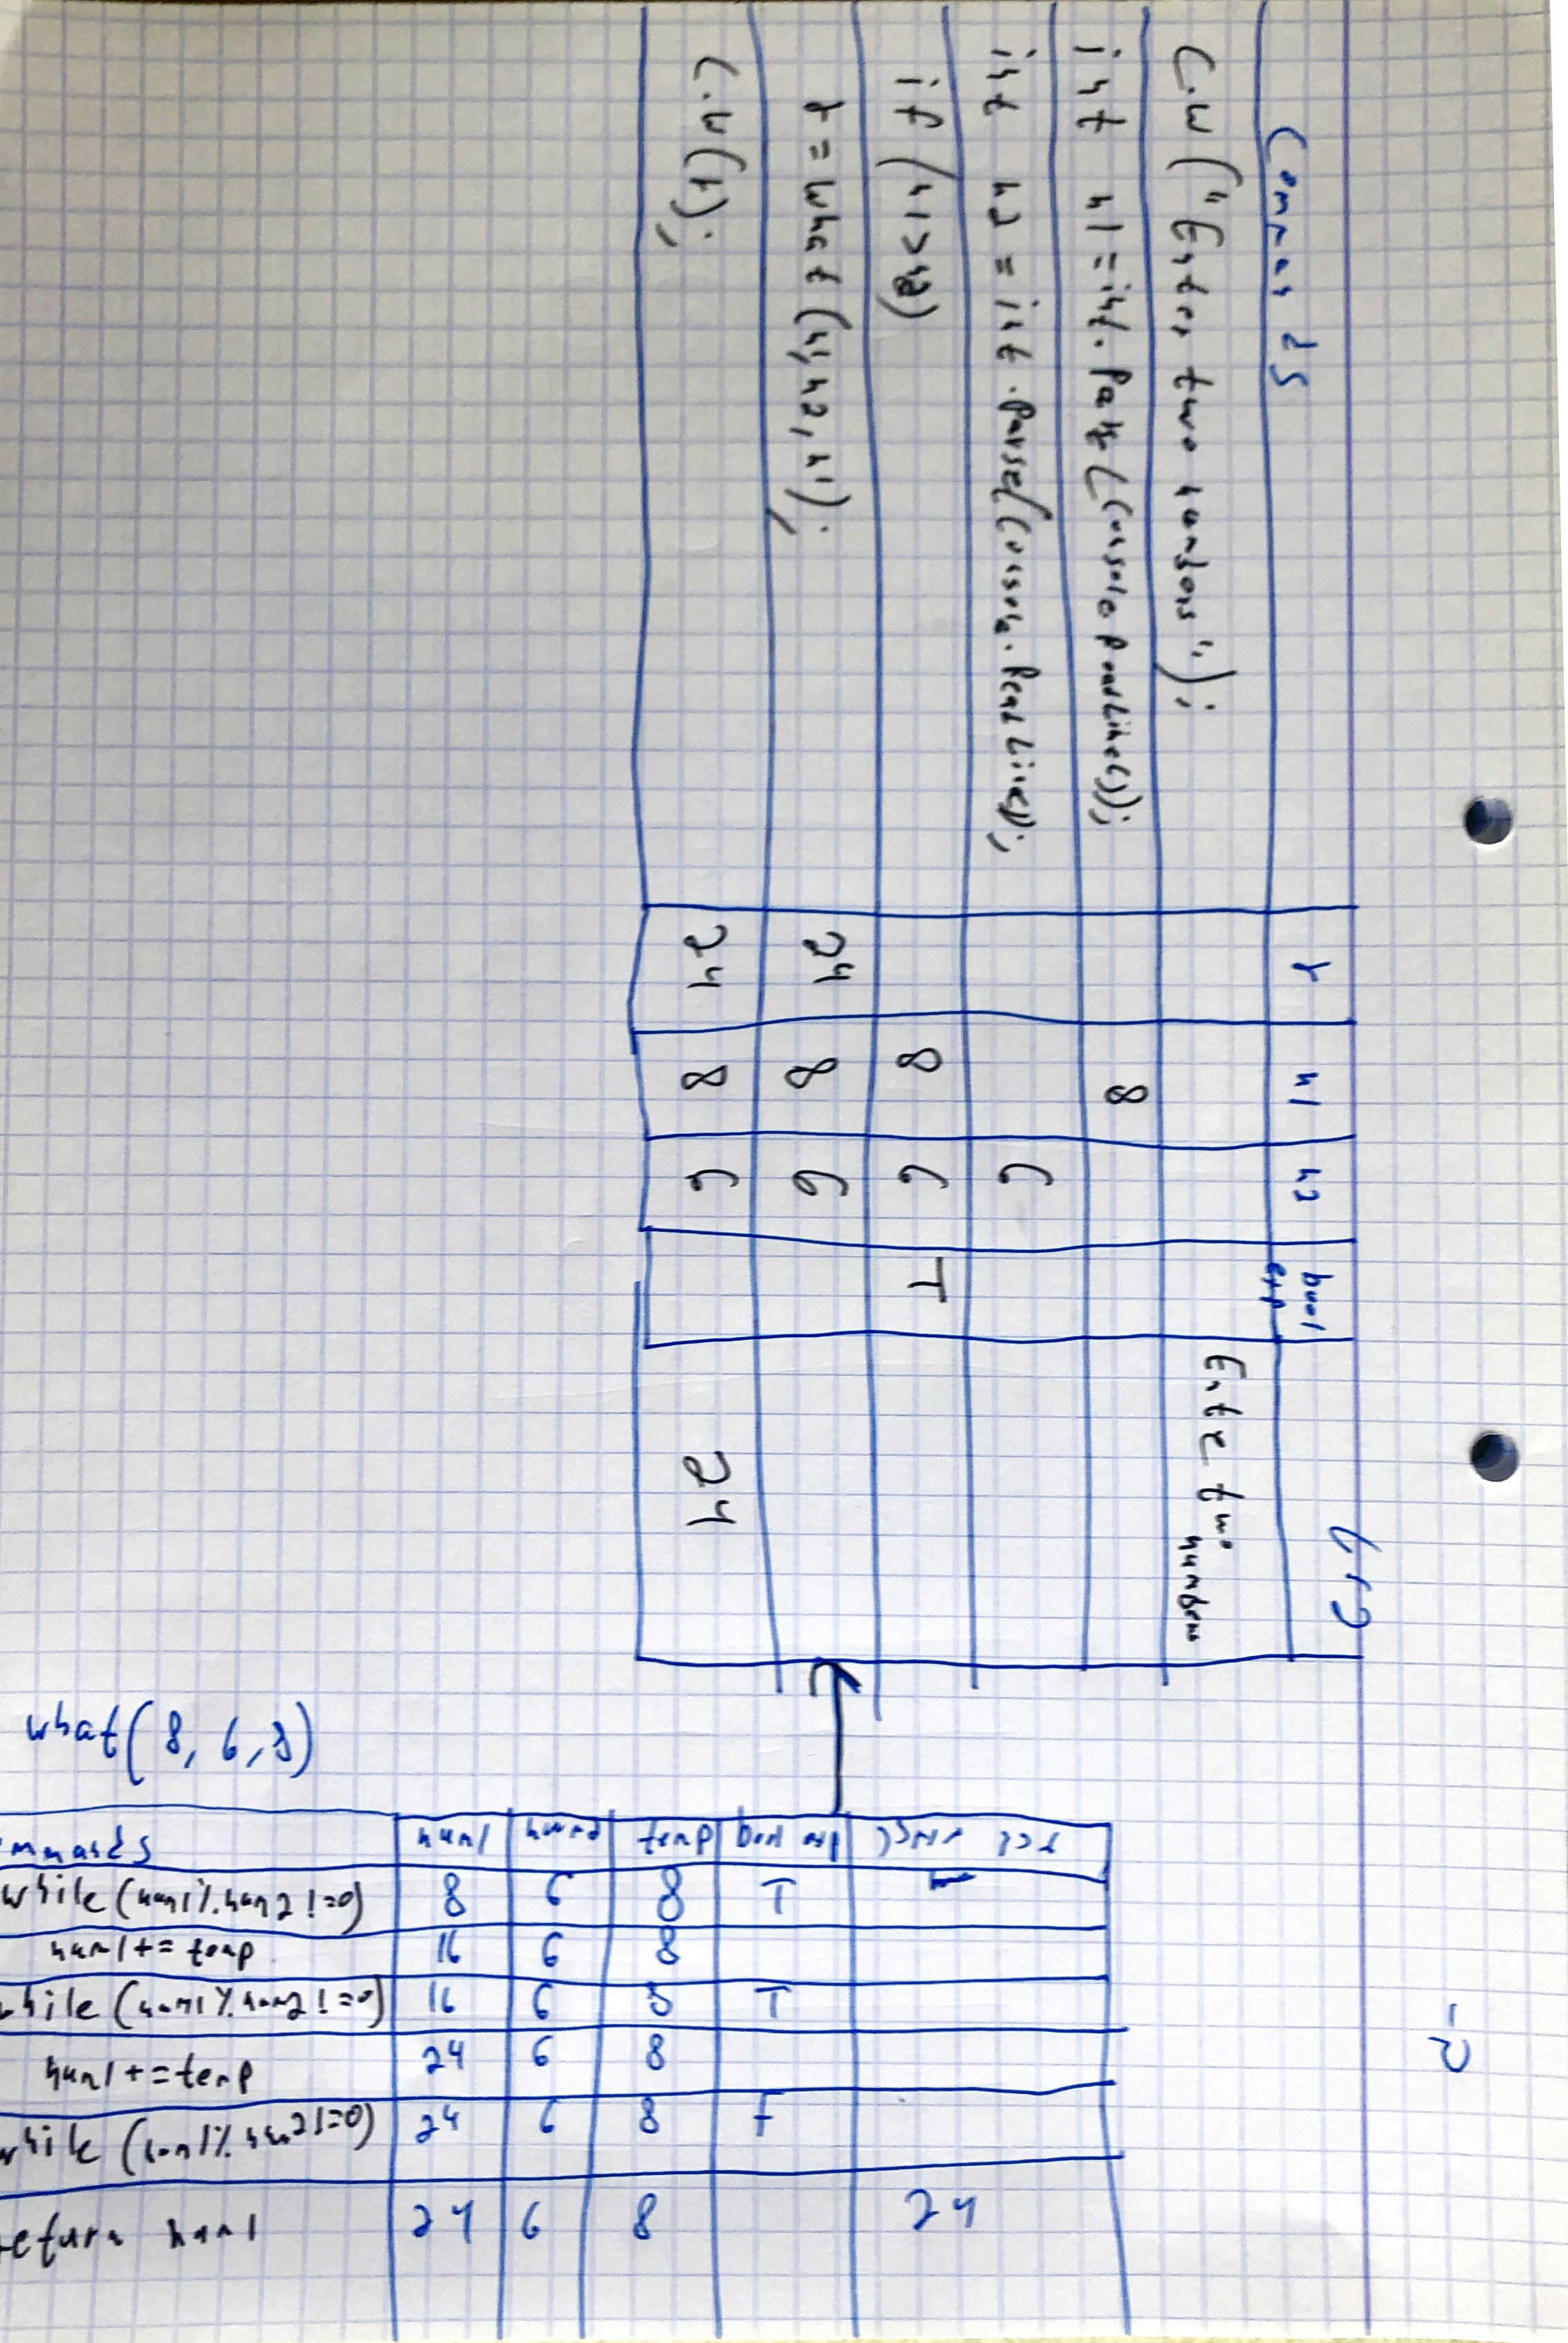 פלט
Commands r n1 n2 bool exp
C.W("Enter two numbers"); Enter two numbers
int n1=int.Parse(Console.ReadLine()); 8
int n2=int.Parse(Console.ReadLine()); 6
if (n1>n2) 8 6 T
r=what(n1,n2,n1); 24 8 6
C.W(r); 24 8 6 24
what(8, 6, 8)
ommands num1 num2 temp bool exp
while(num1%num2!=0) 8 6 8 T
num1+=temp 16 6 8
while(num1%num2!=0) 16 6 8 T
num1+=temp 24 6 8
while(num1%num2!=0) 24 6 8 F
return num1 24 6 8 24